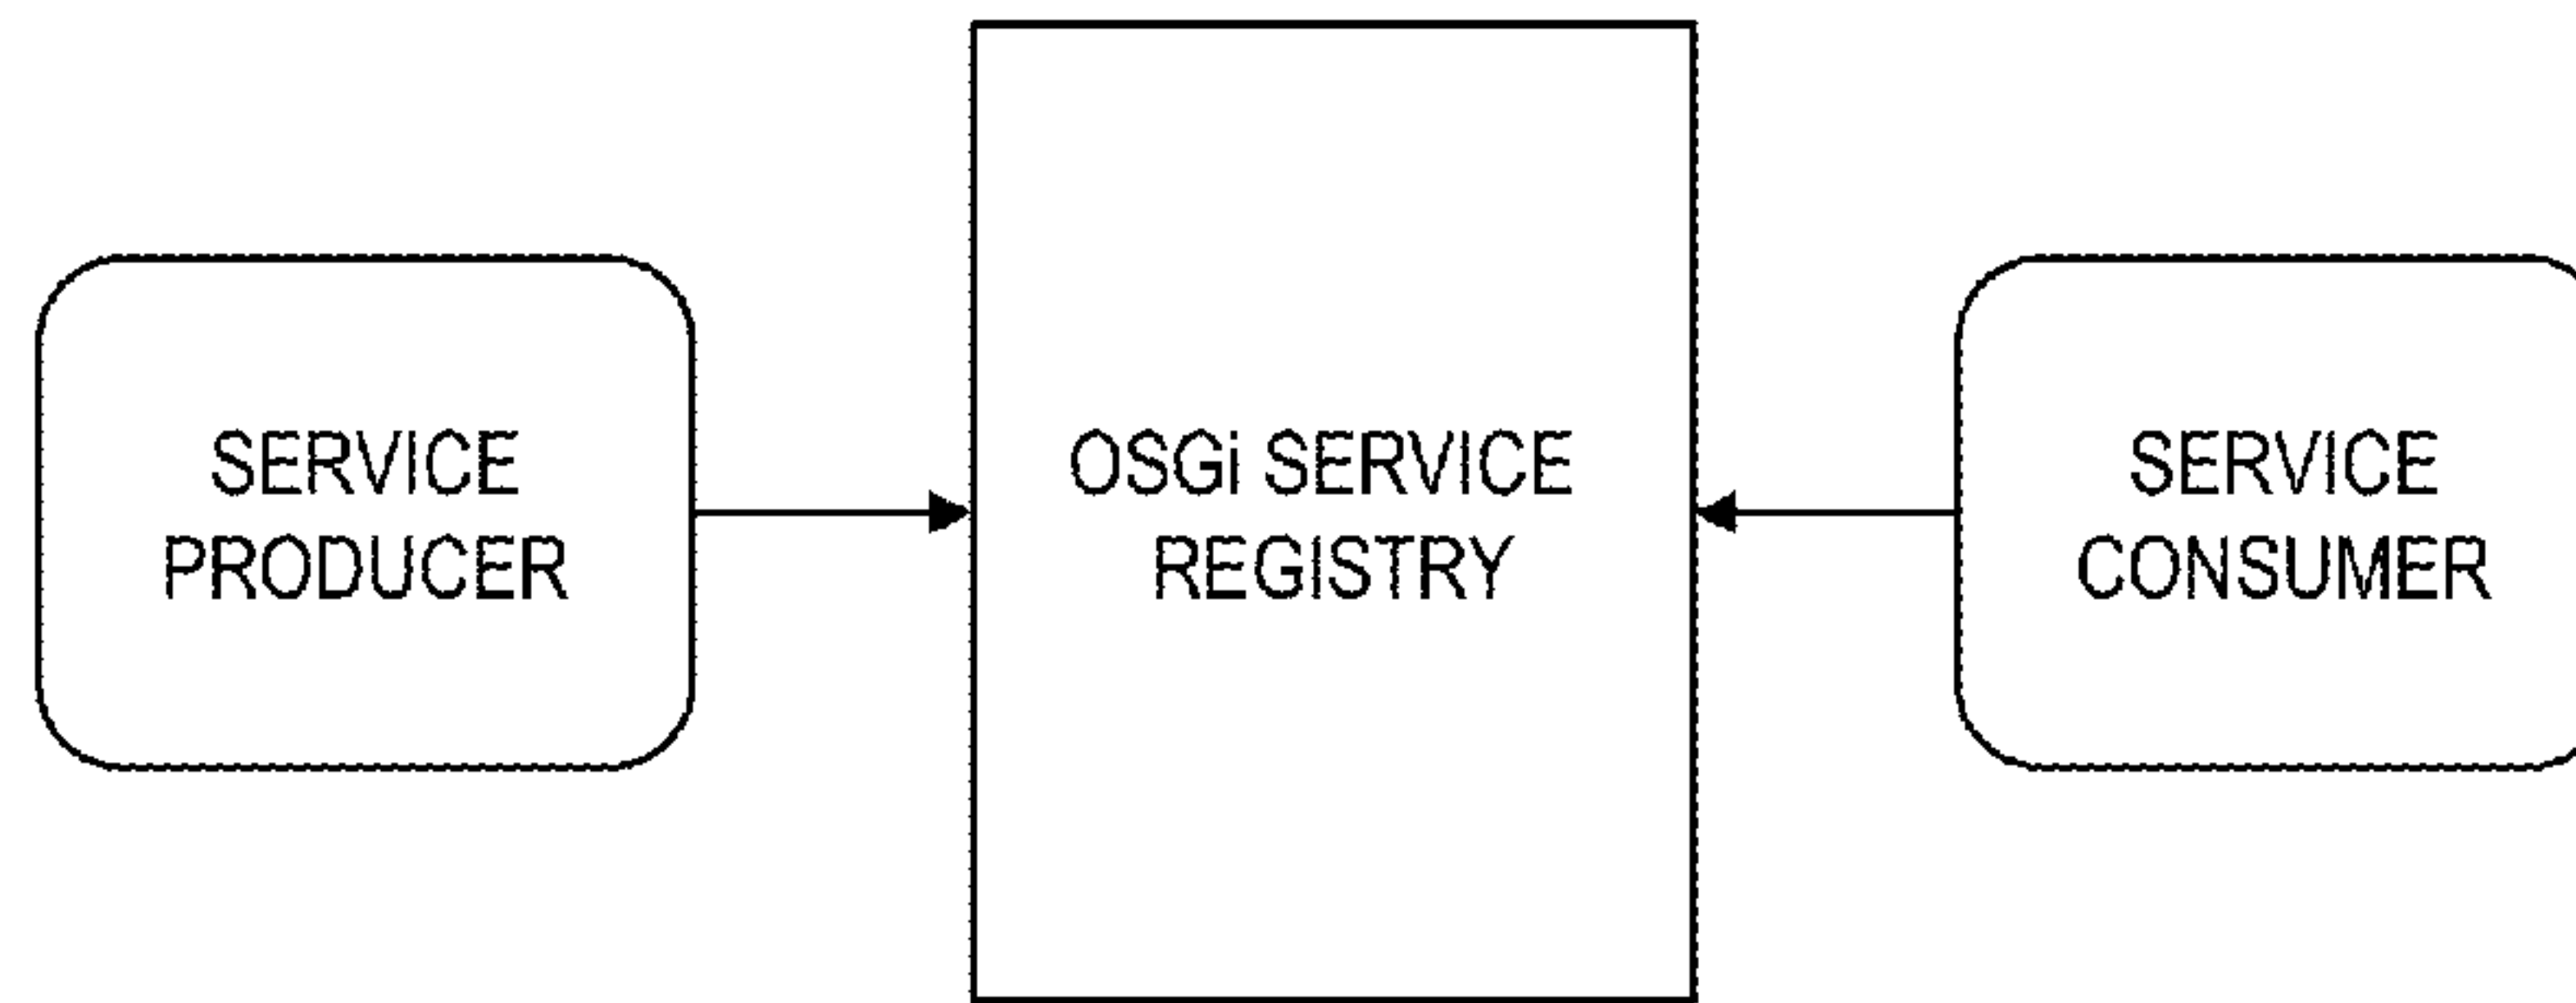 SERVICE
PRODUCER
OSGi SERVICE
REGISTRY
SERVICE
CONSUMER